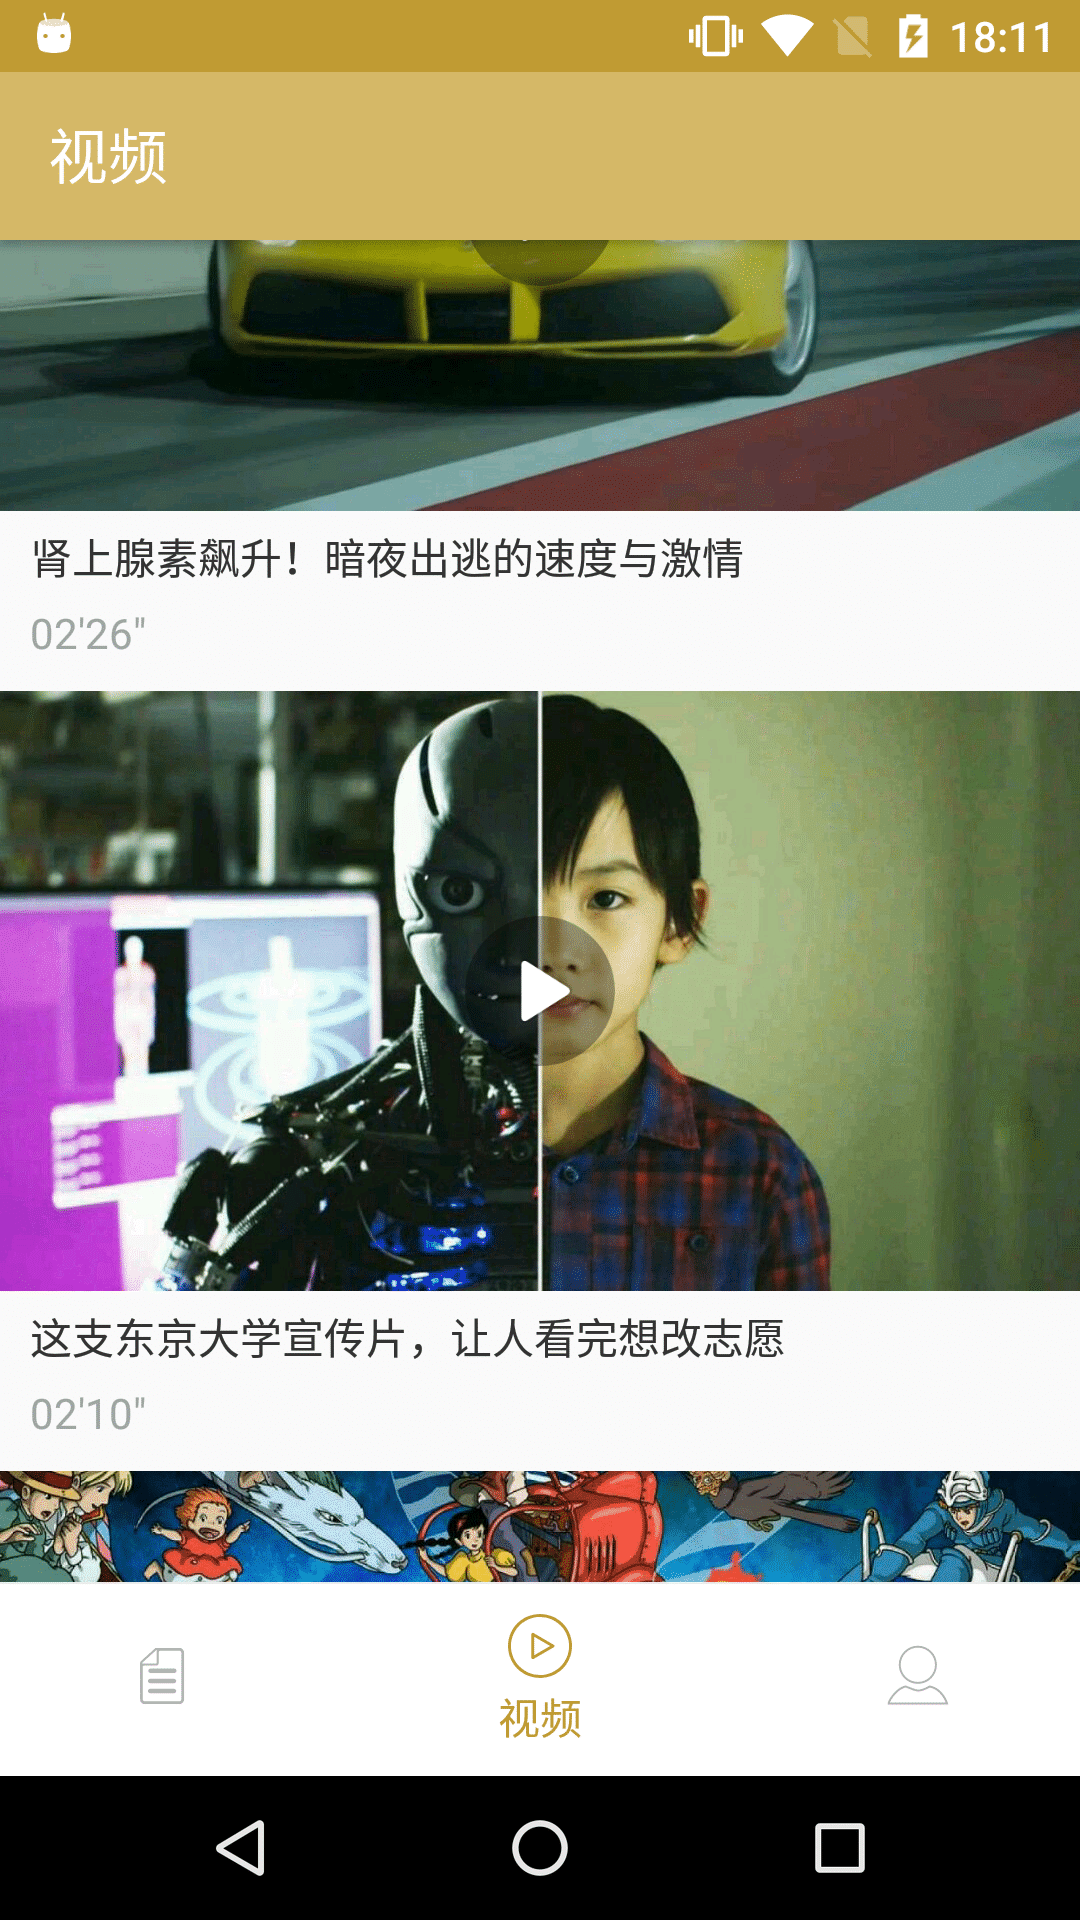 18:11
视频
肾上腺素飙升！暗夜出逃的速度与激情
02'26"
这支东京大学宣传片，让人看完想改志愿
02'10"
视频